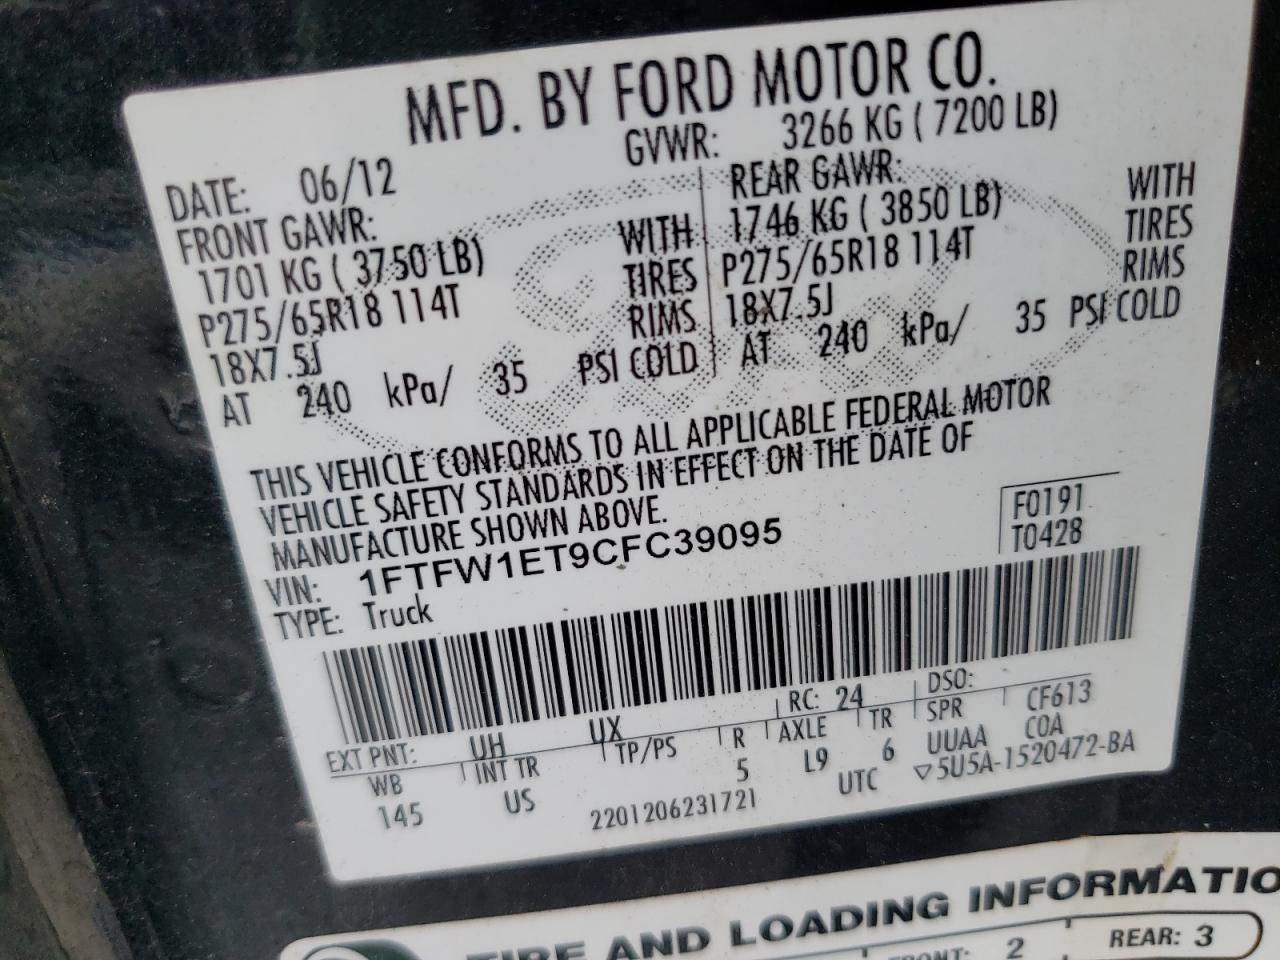 MFD. BY FORD MOTOR CO.
DATE: 06/12 GVWR: 3266 KG ( 7200 LB)
FRONT GAWR: REAR GAWR:
1701 KG ( 3750 LB) WITH 1746 KG ( 3850 LB) WITH
P275/65R18 114T TIRES P275/65R18 114T TIRES
18X7.5J RIMS 18X7.5J RIMS
AT 240 kPa/ 35 PSI COLD AT 240 kPa/ 35 PSI COLD
THIS VEHICLE CONFORMS TO ALL APPLICABLE FEDERAL MOTOR
VEHICLE SAFETY STANDARDS IN EFFECT ON THE DATE OF
MANUFACTURE SHOWN ABOVE.
VIN: 1FTFW1ET9CFC39095 F0191
TYPE: Truck T0428
EXT PNT: UH UX RC: 24 DSO: CF613
WB INT TR TP/PS R AXLE TR SPR COA
145 US 5 L9 6 UUAA
2201206231721 UTC ▽5U5A-1520472-BA
TIRE AND LOADING INFORMATIO
FRONT: 2 REAR: 3